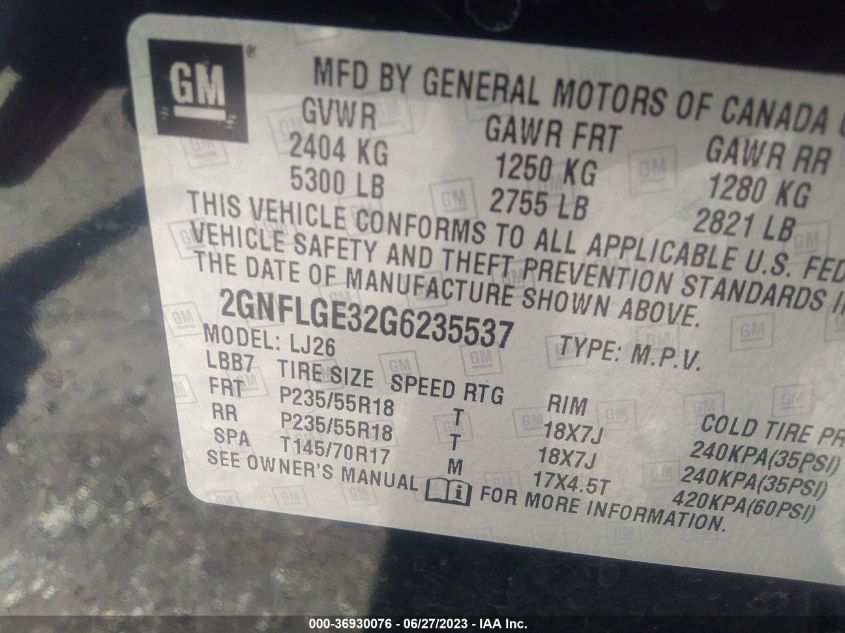 GM ®
MFD BY GENERAL MOTORS OF CANADA
GVWR GAWR FRT GAWR RR
2404 KG 1250 KG 1280 KG
5300 LB 2755 LB 2821 LB
THIS VEHICLE CONFORMS TO ALL APPLICABLE U.S. FED
VEHICLE SAFETY AND THEFT PREVENTION STANDARDS I
THE DATE OF MANUFACTURE SHOWN ABOVE.
2GNFLGE32G6235537 TYPE: M.P.V.
MODEL: LJ26
LBB7 TIRE SIZE SPEED RTG RIM COLD TIRE PR
FRT P235/55R18 T 18X7J 240KPA(35PSI)
RR P235/55R18 T 18X7J 240KPA(35PSI)
SPA T145/70R17 M 17X4.5T 420KPA(60PSI)
SEE OWNER'S MANUAL i FOR MORE INFORMATION.
000-36930076 - 06/27/2023 - IAA Inc.